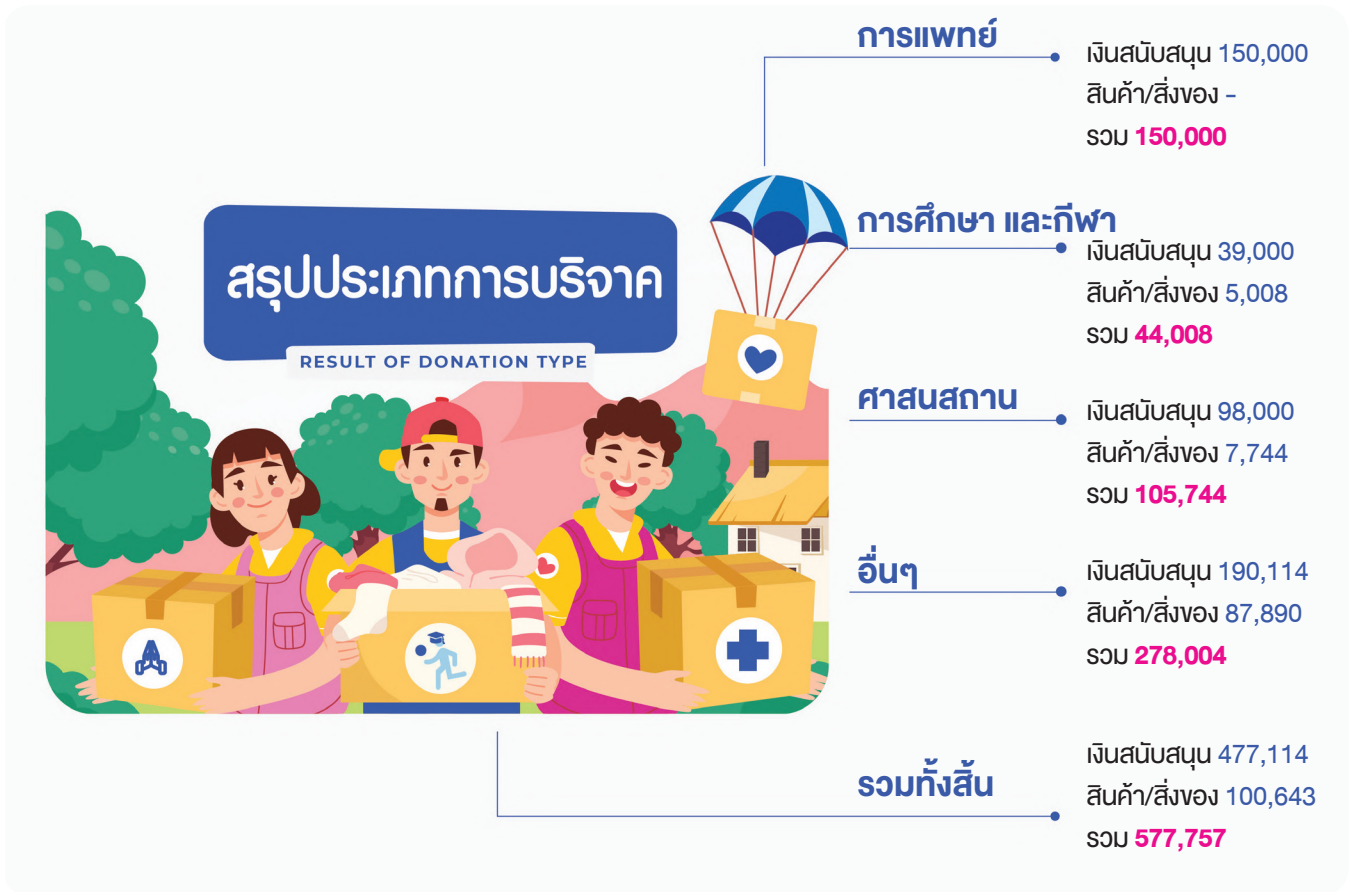 สรุปประเภทการบริจาค
RESULT OF DONATION TYPE
การแพทย์
เงินสนับสนุน 150,000
สินค้า/สิ่งของ -
รวม 150,000
การศึกษา และกีฬา
เงินสนับสนุน 39,000
สินค้า/สิ่งของ 5,008
รวม 44,008
ศาสนสถาน
เงินสนับสนุน 98,000
สินค้า/สิ่งของ 7,744
รวม 105,744
อื่นๆ
เงินสนับสนุน 190,114
สินค้า/สิ่งของ 87,890
รวม 278,004
รวมทั้งสิ้น
เงินสนับสนุน 477,114
สินค้า/สิ่งของ 100,643
รวม 577,757